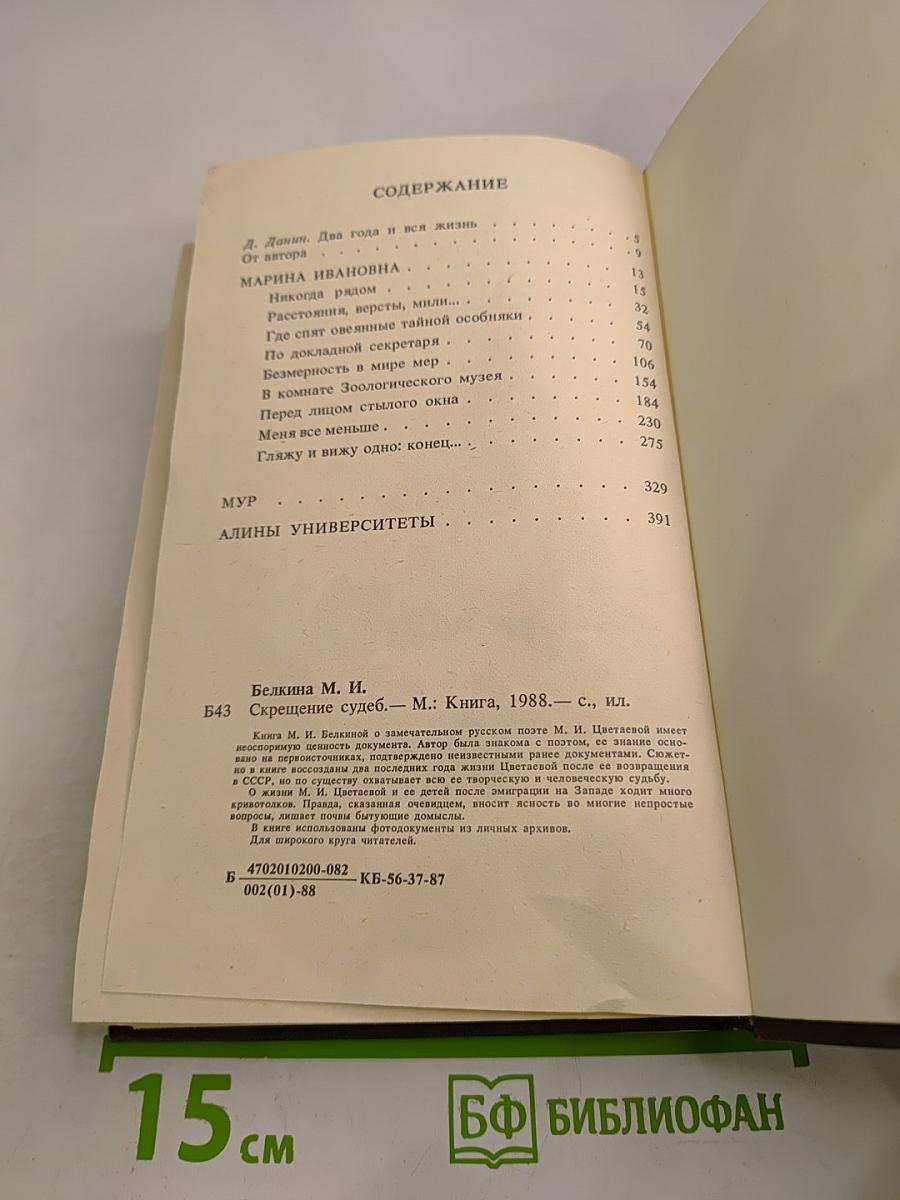 СОДЕРЖАНИЕ
Д. Данин. Два года и вся жизнь . . . . . . . 5
От автора . . . . . . . . . . . . . . 9
МАРИНА ИВАНОВНА . . . . . . . . . . 13
Никогда рядом . . . . . . . . . . . 15
Расстояния, версты, мили... . . . . . . . . 32
Где спят овеянные тайной особняки . . . . . 54
По докладной секретаря . . . . . . . . 70
Безмерность в мире мер . . . . . . . . 106
В комнате Зоологического музея . . . . . . 154
Перед лицом стылого окна . . . . . . . . 184
Меня все меньше . . . . . . . . . . . 230
Гляжу и вижу одно: конец... . . . . . . . . 275
МУР . . . . . . . . . . . . . . . . 329
АЛИНЫ УНИВЕРСИТЕТЫ . . . . . . . . . 391
Белкина М. И.
Б43 Скрещение судеб.— М.: Книга, 1988.— с., ил.
Книга М. И. Белкиной о замечательном русском поэте М. И. Цветаевой имеет
неоспоримую ценность документа. Автор была знакома с поэтом, ее знание осно-
вано на первоисточниках, подтверждено неизвестными ранее документами. Сюжет-
но в книге воссозданы два последних года жизни Цветаевой после ее возвращения
в СССР, но по существу охватывает всю ее творческую и человеческую судьбу.
О жизни М. И. Цветаевой и ее детей после эмиграции на Западе ходит много
кривотолков. Правда, сказанная очевидцем, вносит ясность во многие непростые
вопросы, лишает почвы бытующие домыслы.
В книге использованы фотодокументы из личных архивов.
Для широкого круга читателей.
Б 4702010200-082 КБ-56-37-87
002(01)-88
15 см
БФ БИБЛИОФАН